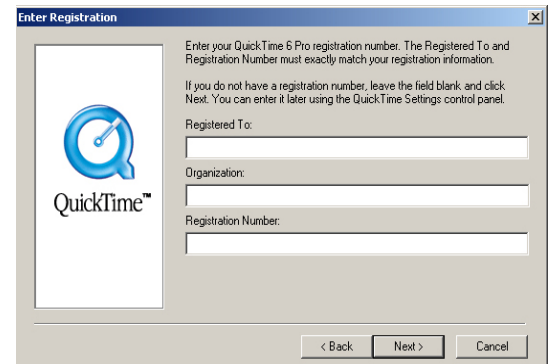 Enter Registration
Enter your QuickTime 6 Pro registration number. The Registered To and
Registration Number must exactly match your registration information.
If you do not have a registration number, leave the field blank and click
Next. You can enter it later using the QuickTime Settings control panel.
Registered To:
Organization:
QuickTime™
Registration Number:
< Back
Next >
Cancel